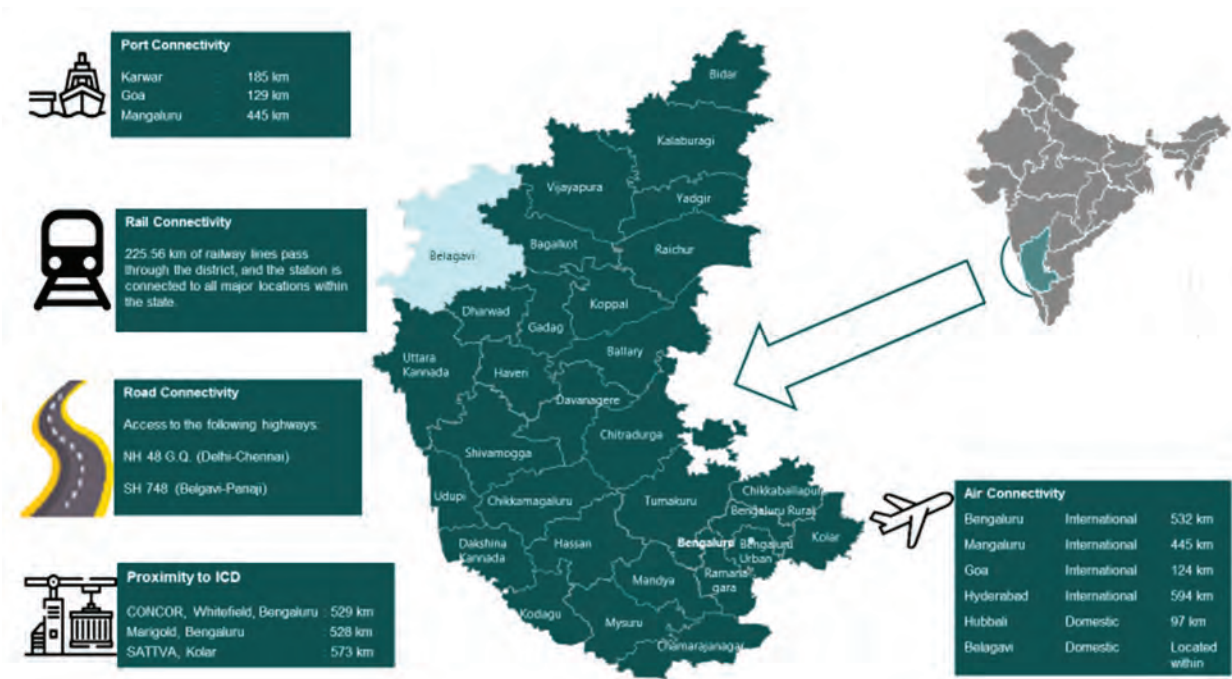 Port Connectivity
Karwar : 185 km
Goa : 129 km
Mangaluru : 445 km
Rail Connectivity
225.56 km of railway lines pass
through the district, and the station is
connected to all major locations within
the state.
Road Connectivity
Access to the following highways:
NH 48 G.Q. (Delhi-Chennai)
SH 748 (Belgavi-Panaji)
Proximity to ICD
CONCOR, Whitefield, Bengaluru : 529 km
Marigold, Bengaluru : 528 km
SATTVA, Kolar : 573 km
Bidar
Kalaburagi
Vijayapura
Yadgir
Belagavi
Bagalkot
Raichur
Koppal
Dharwad
Gadag
Ballary
Uttara
Kannada
Haveri
Davanagere
Chitradurga
Shivamogga
Udupi
Chikkamagaluru
Tumakuru
Chikkaballapur
Bengaluru Rural
Kolar
Dakshina
Kannada
Hassan
Bengaluru
Bengaluru
Urban
Mandya
Ramana
gara
Kodagu
Mysuru
Chamarajanagar
Air Connectivity
Bengaluru International 532 km
Mangaluru International 445 km
Goa International 124 km
Hyderabad International 594 km
Hubbali Domestic 97 km
Belagavi Domestic Located
within